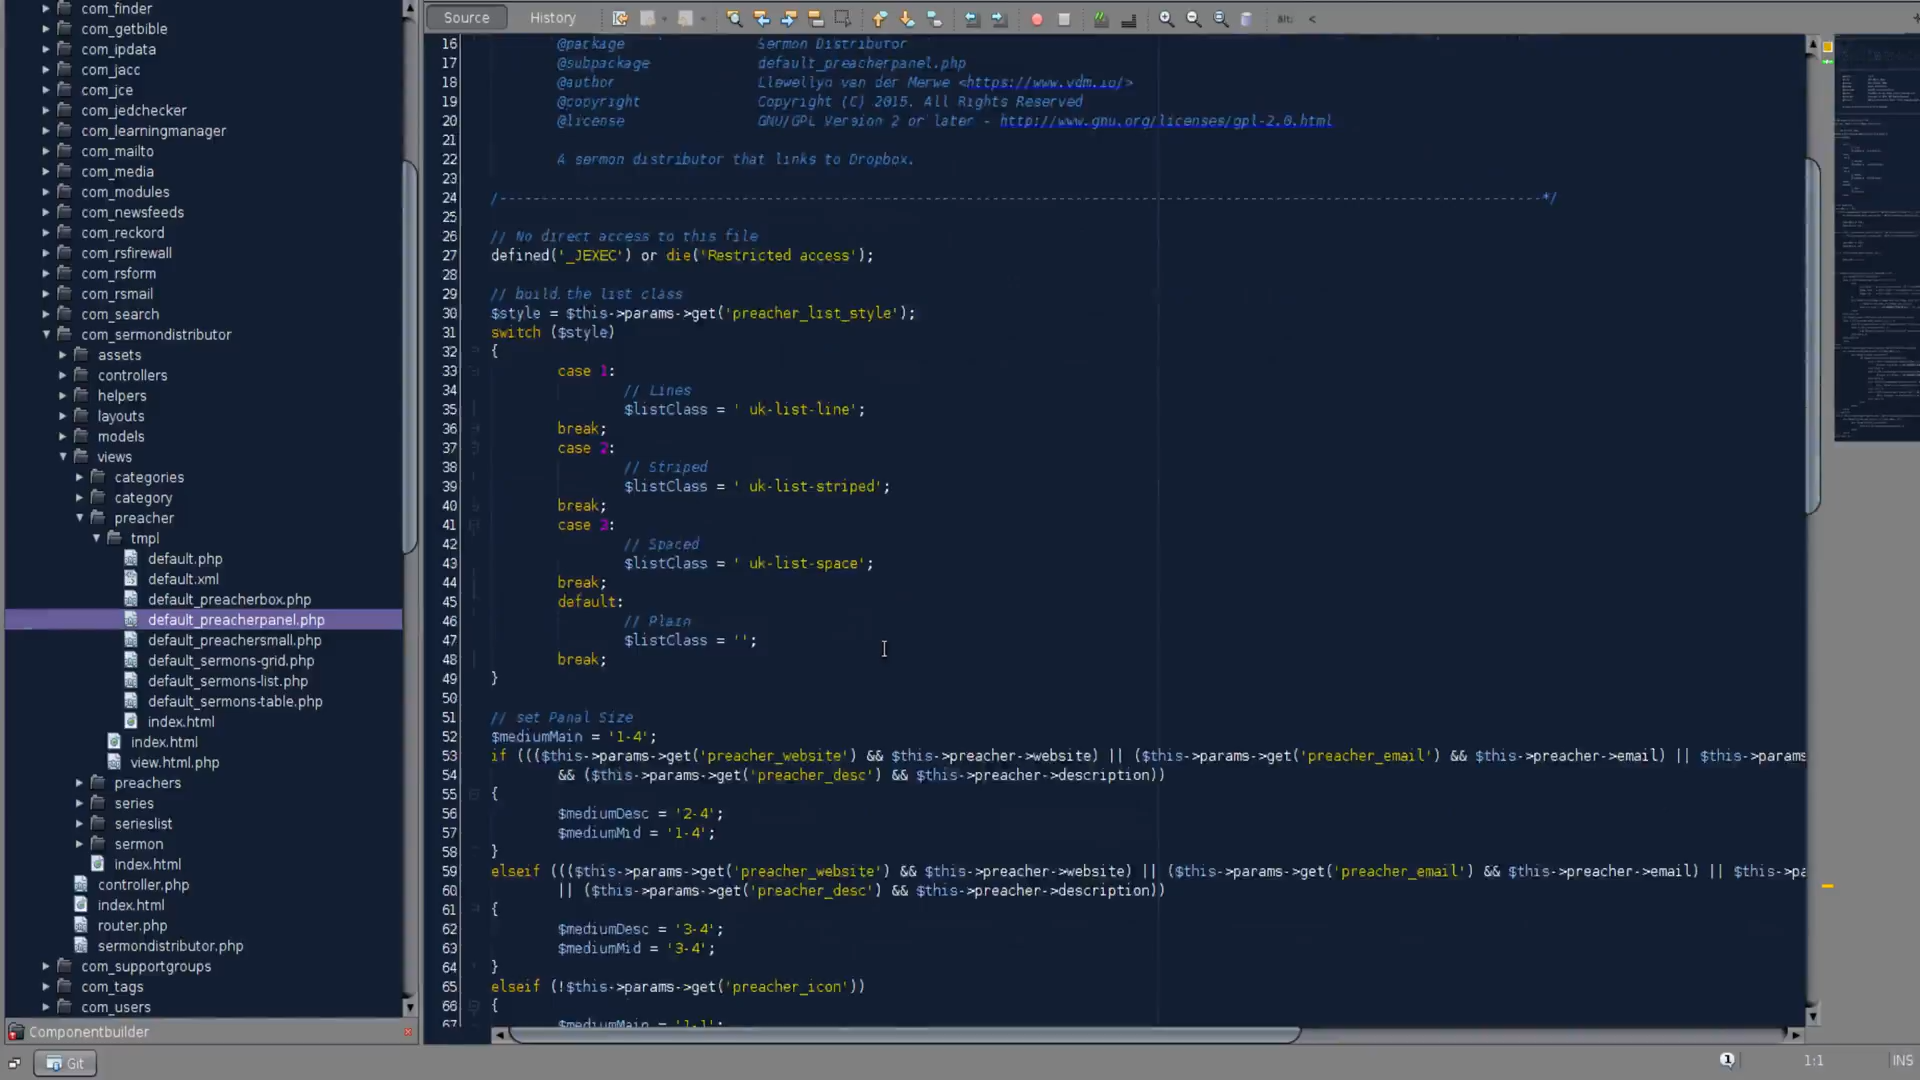 com_finder
com_getbible
com_ipdata
com_jacc
com_jce
com_jedchecker
com_learningmanager
com_mailto
com_media
com_modules
com_newsfeeds
com_reckord
com_rsfirewall
com_rsform
com_rsmail
com_search
com_sermondistributor
assets
controllers
helpers
layouts
models
views
categories
category
preacher
tmpl
default.php
default.xml
default_preacherbox.php
default_preacherpanel.php
default_preachersmall.php
default_sermons-grid.php
default_sermons-list.php
default_sermons-table.php
index.html
index.html
view.html.php
preachers
series
serieslist
sermon
index.html
controller.php
index.html
router.php
sermondistributor.php
com_supportgroups
com_tags
com_users
Componentbuilder
Git
Source History
16 @package Sermon Distributor
17 @subpackage default_preacherpanel.php
18 @author Llewellyn van der Merwe <https://www.vdm.io/>
19 @copyright Copyright (C) 2015. All Rights Reserved
20 @license GNU/GPL Version 2 or later - http://www.gnu.org/licenses/gpl-2.0.html
21
22 A sermon distributor that links to Dropbox.
23
24 /------------------------------------------------------------------------------------------------------------------------------*/
25
26 // No direct access to this file
27 defined('_JEXEC') or die('Restricted access');
28
29 // build the list class
30 $style = $this->params->get('preacher_list_style');
31 switch ($style)
32 {
33 case 1:
34 // Lines
35 $listClass = ' uk-list-line';
36 break;
37 case 2:
38 // Striped
39 $listClass = ' uk-list-striped';
40 break;
41 case 3:
42 // Spaced
43 $listClass = ' uk-list-space';
44 break;
45 default:
46 // Plain
47 $listClass = '';
48 break;
49 }
50
51 // set Panal Size
52 $mediumMain = '1-4';
53 if ((($this->params->get('preacher_website') && $this->preacher->website) || ($this->params->get('preacher_email') && $this->preacher->email) || $this->params
54 && ($this->params->get('preacher_desc') && $this->preacher->description))
55 {
56 $mediumDesc = '2-4';
57 $mediumMid = '1-4';
58 }
59 elseif ((($this->params->get('preacher_website') && $this->preacher->website) || ($this->params->get('preacher_email') && $this->preacher->email) || $this->pa
60 || ($this->params->get('preacher_desc') && $this->preacher->description))
61 {
62 $mediumDesc = '3-4';
63 $mediumMid = '3-4';
64 }
65 elseif (!$this->params->get('preacher_icon'))
66 {
67 $mediumMain = '1-1';
1:1 INS